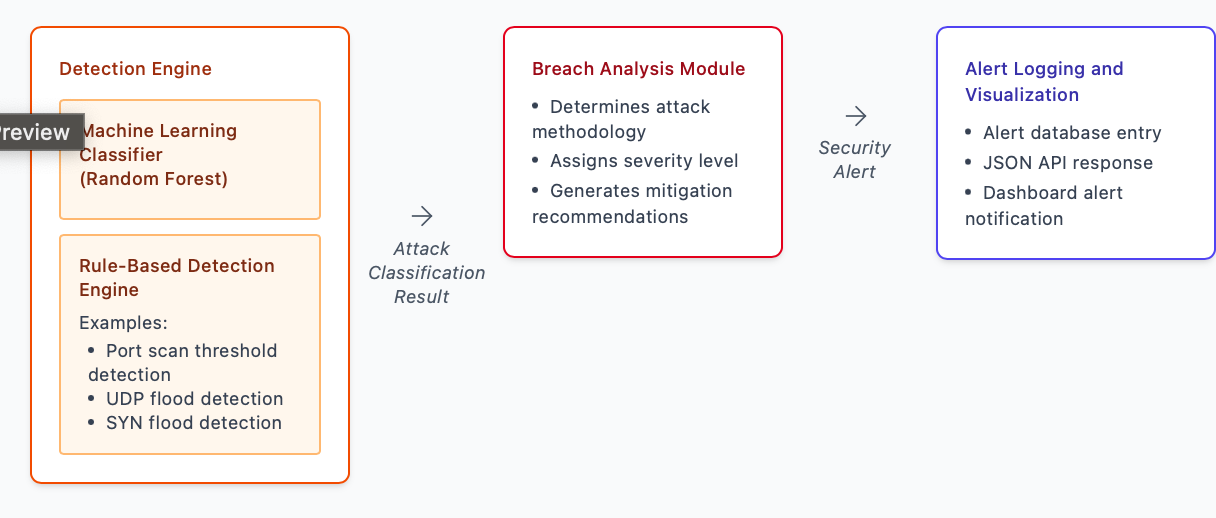 Detection Engine
Preview
Machine Learning
Classifier
(Random Forest)
Rule-Based Detection
Engine
Examples:
• Port scan threshold
detection
• UDP flood detection
• SYN flood detection
→
Attack
Classification
Result
Breach Analysis Module
• Determines attack
methodology
• Assigns severity level
• Generates mitigation
recommendations
→
Security
Alert
Alert Logging and
Visualization
• Alert database entry
• JSON API response
• Dashboard alert
notification